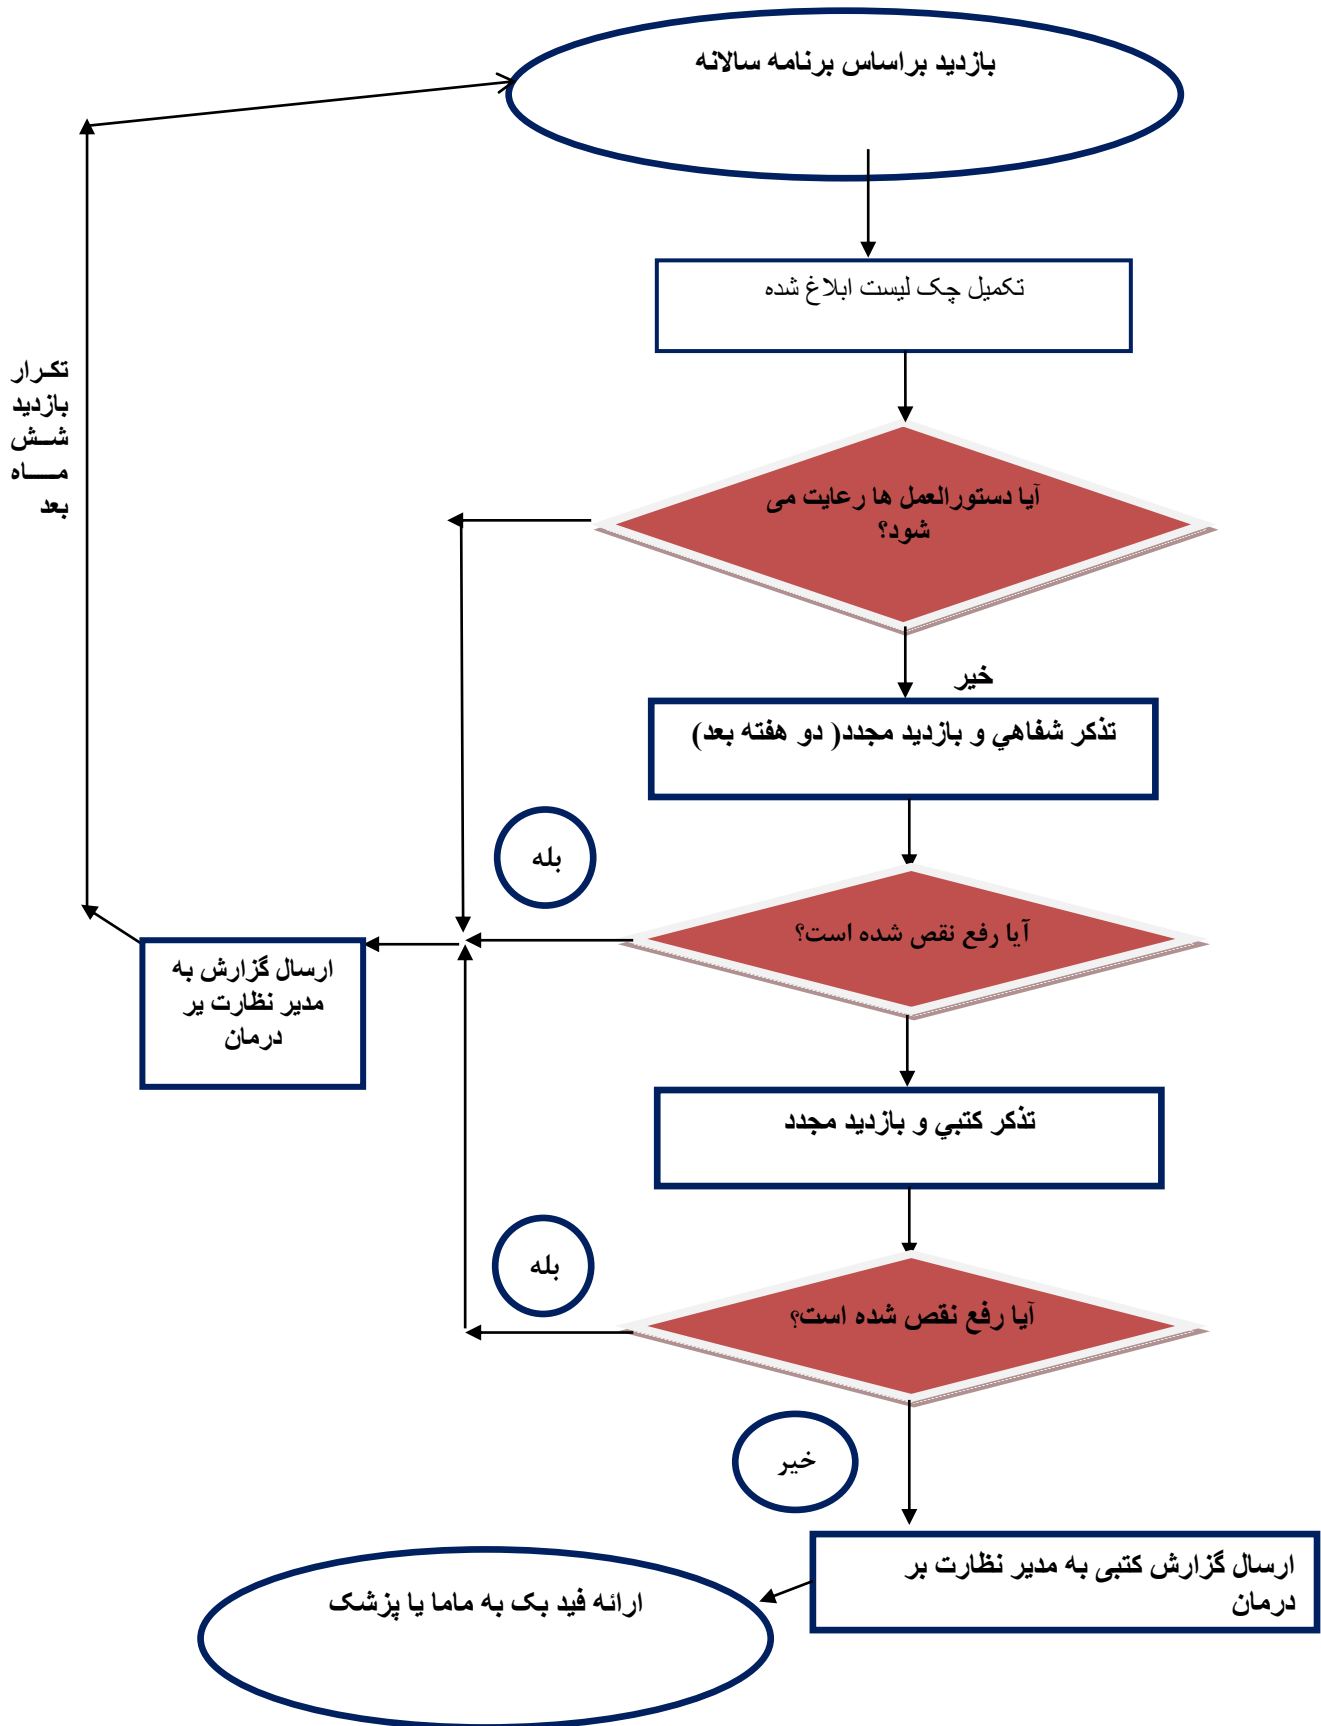 بازدید براساس برنامه سالانه
تکمیل چک لیست ابلاغ شده
تکرار
بازدید
شش
ماه
بعد
آیا دستورالعمل ها رعایت می
شود؟
خیر
تذکر شفاهي و بازدید مجدد( دو هفته بعد)
بله
آیا رفع نقص شده است؟
ارسال گزارش به
مدیر نظارت یر
درمان
تذکر کتبي و بازدید مجدد
بله
آیا رفع نقص شده است؟
خیر
ارسال گزارش کتبی به مدیر نظارت بر
درمان
ارائه فید بک به ماما یا پزشک